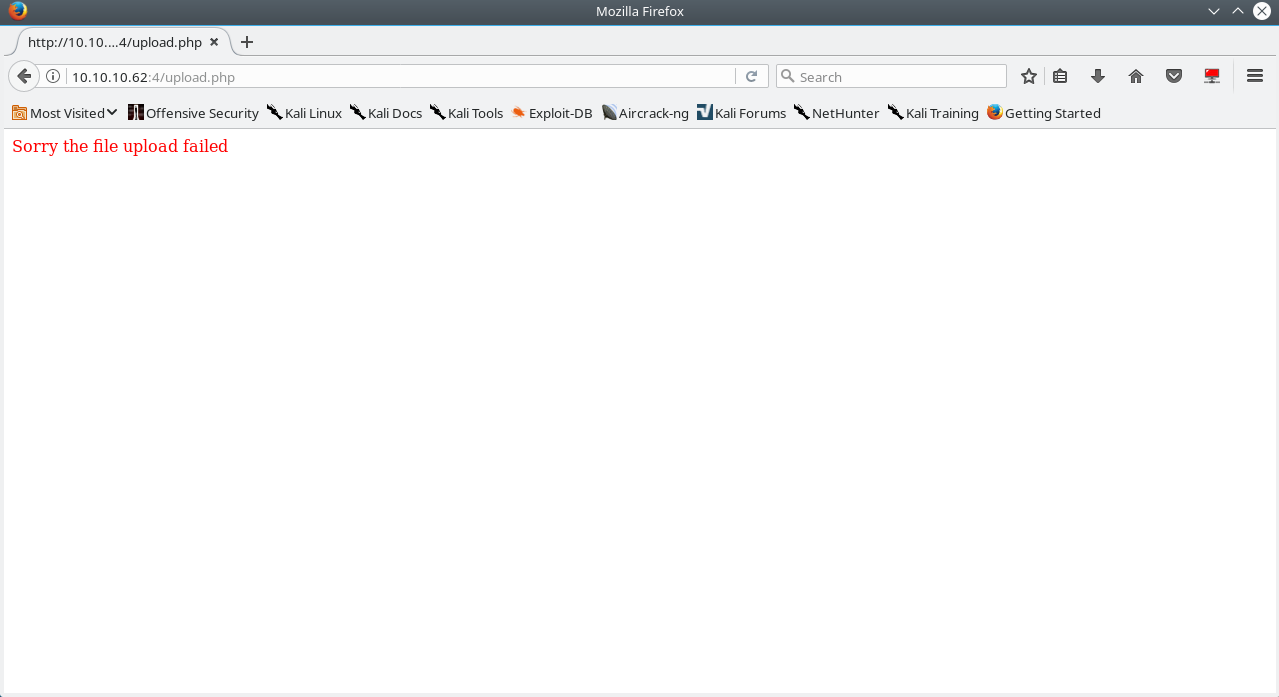 Mozilla Firefox
http://10.10....4/upload.php
10.10.10.62:4/upload.php Search
Most Visited Offensive Security Kali Linux Kali Docs Kali Tools Exploit-DB Aircrack-ng Kali Forums NetHunter Kali Training Getting Started
Sorry the file upload failed